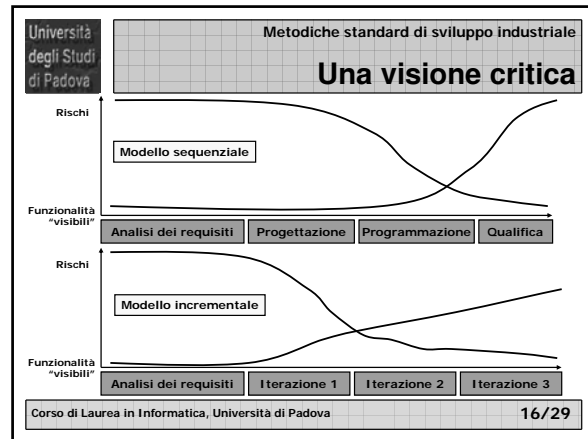 Università
degli Studi
di Padova
Metodiche standard di sviluppo industriale
Una visione critica
Rischi
Modello sequenziale
Funzionalità
"visibili"
Analisi dei requisiti Progettazione Programmazione Qualifica
Rischi
Modello incrementale
Funzionalità
"visibili"
Analisi dei requisiti Iterazione 1 Iterazione 2 Iterazione 3
Corso di Laurea in Informatica, Università di Padova 16/29